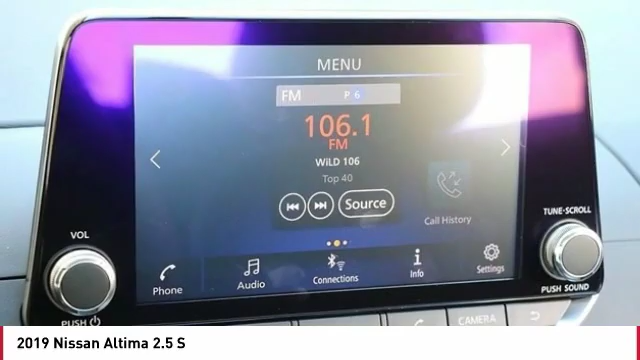 MENU
FM P 6
106.1
FM
WiLD 106
Top 40
Source
Call History
VOL
TUNE·SCROLL
Phone
Audio
Connections
Info
Settings
PUSH
PUSH SOUND
CAMERA
2019 Nissan Altima 2.5 S